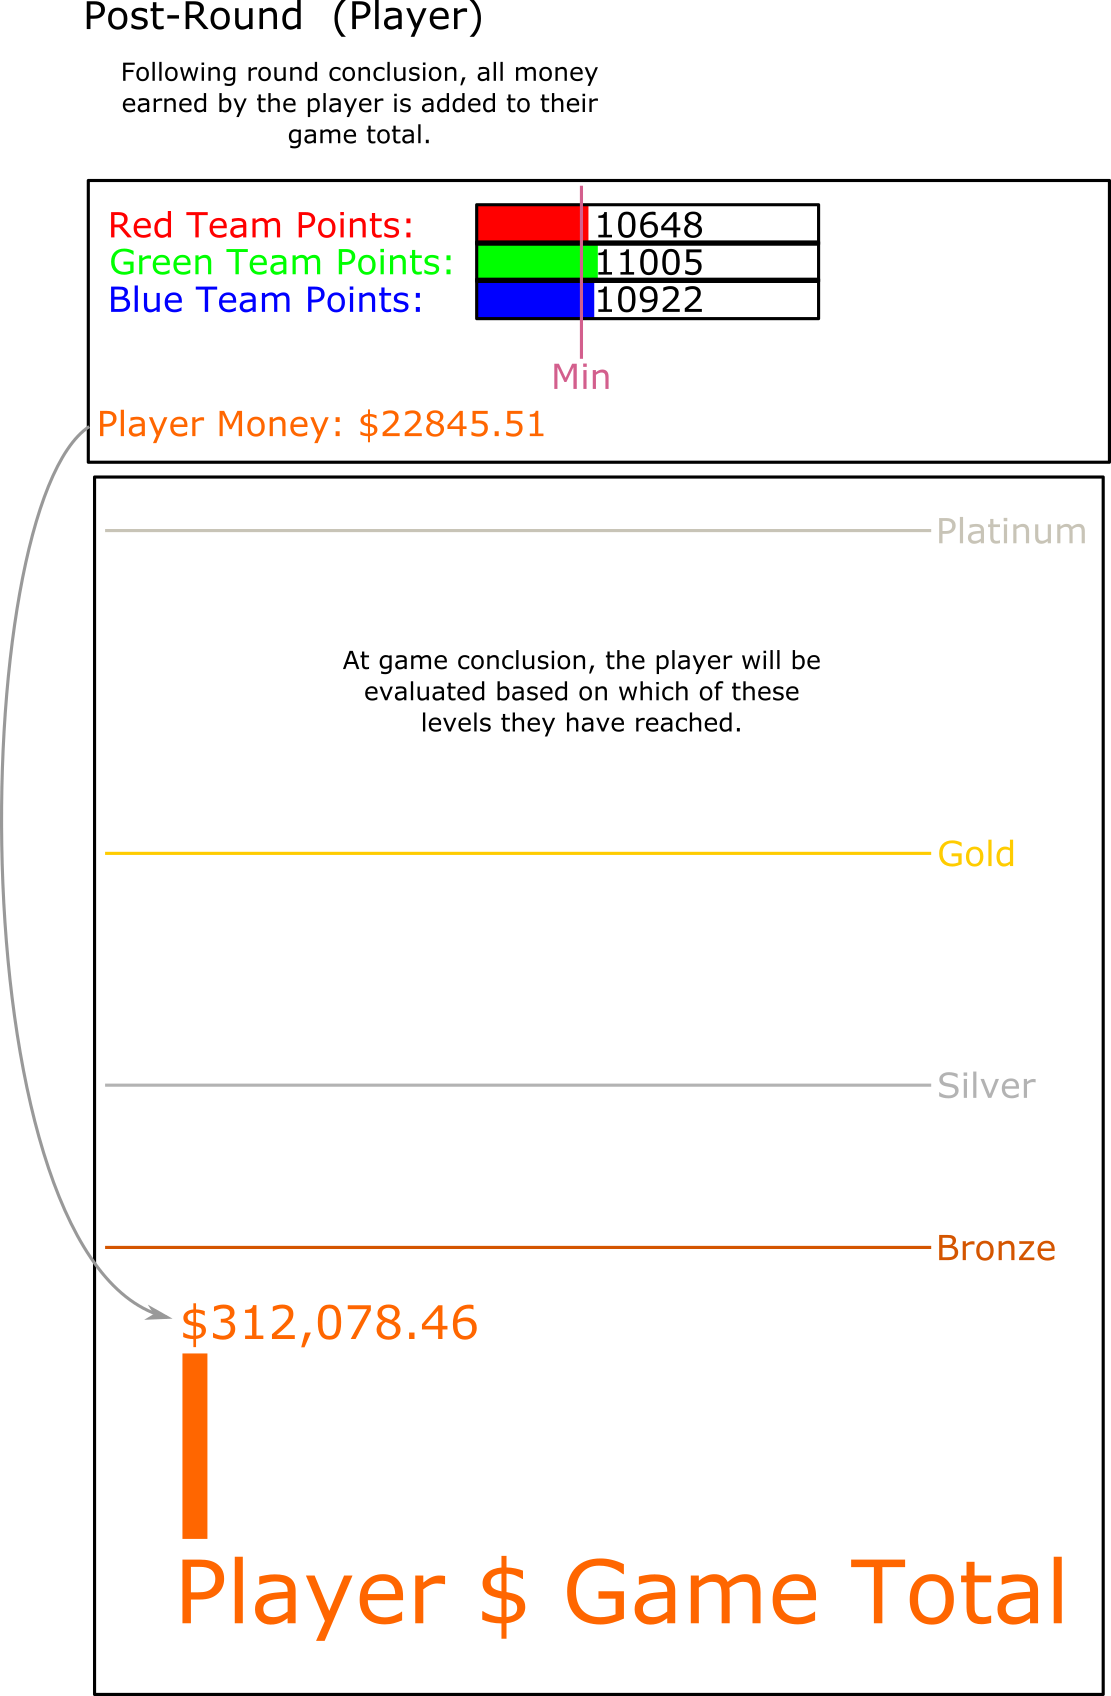 Post-Round  (Player)
Following round conclusion, all money
earned by the player is added to their
game total.
Red Team Points: 10648
Green Team Points: 11005
Blue Team Points: 10922
Min
Player Money: $22845.51
Platinum
At game conclusion, the player will be
evaluated based on which of these
levels they have reached.
Gold
Silver
Bronze
$312,078.46
Player $ Game Total